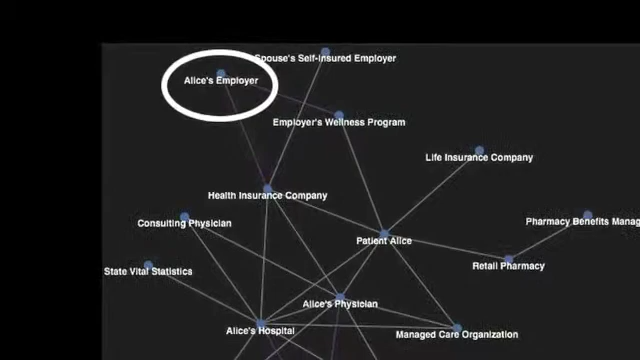 Spouse's Self-Insured Employer
Alice's Employer
Employer's Wellness Program
Life Insurance Company
Health Insurance Company
Consulting Physician
Pharmacy Benefits Manag
Patient Alice
Retail Pharmacy
State Vital Statistics
Alice's Physician
Alice's Hospital
Managed Care Organization